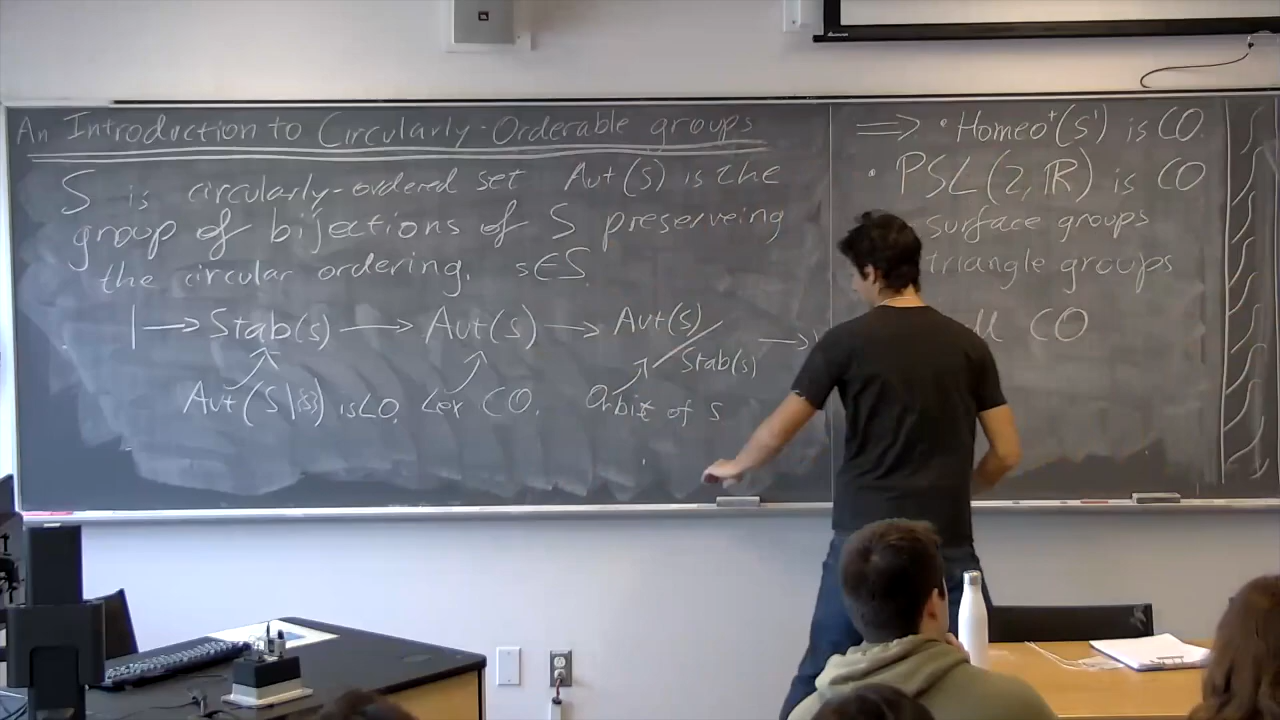 An Introduction to Circularly-Orderable groups
S is circularly-ordered set Aut(S) is the
group of bijections of S preserveing
the circular ordering. s∈S.
1 → Stab(s) → Aut(S) → Aut(S)/Stab(s) →
Aut(S\{s}) is LO. Lex CO. Orbit of s
⇒ • Homeo⁺(S¹) is CO.
• PSL(2,ℝ) is CO
surface groups
triangle groups
CO